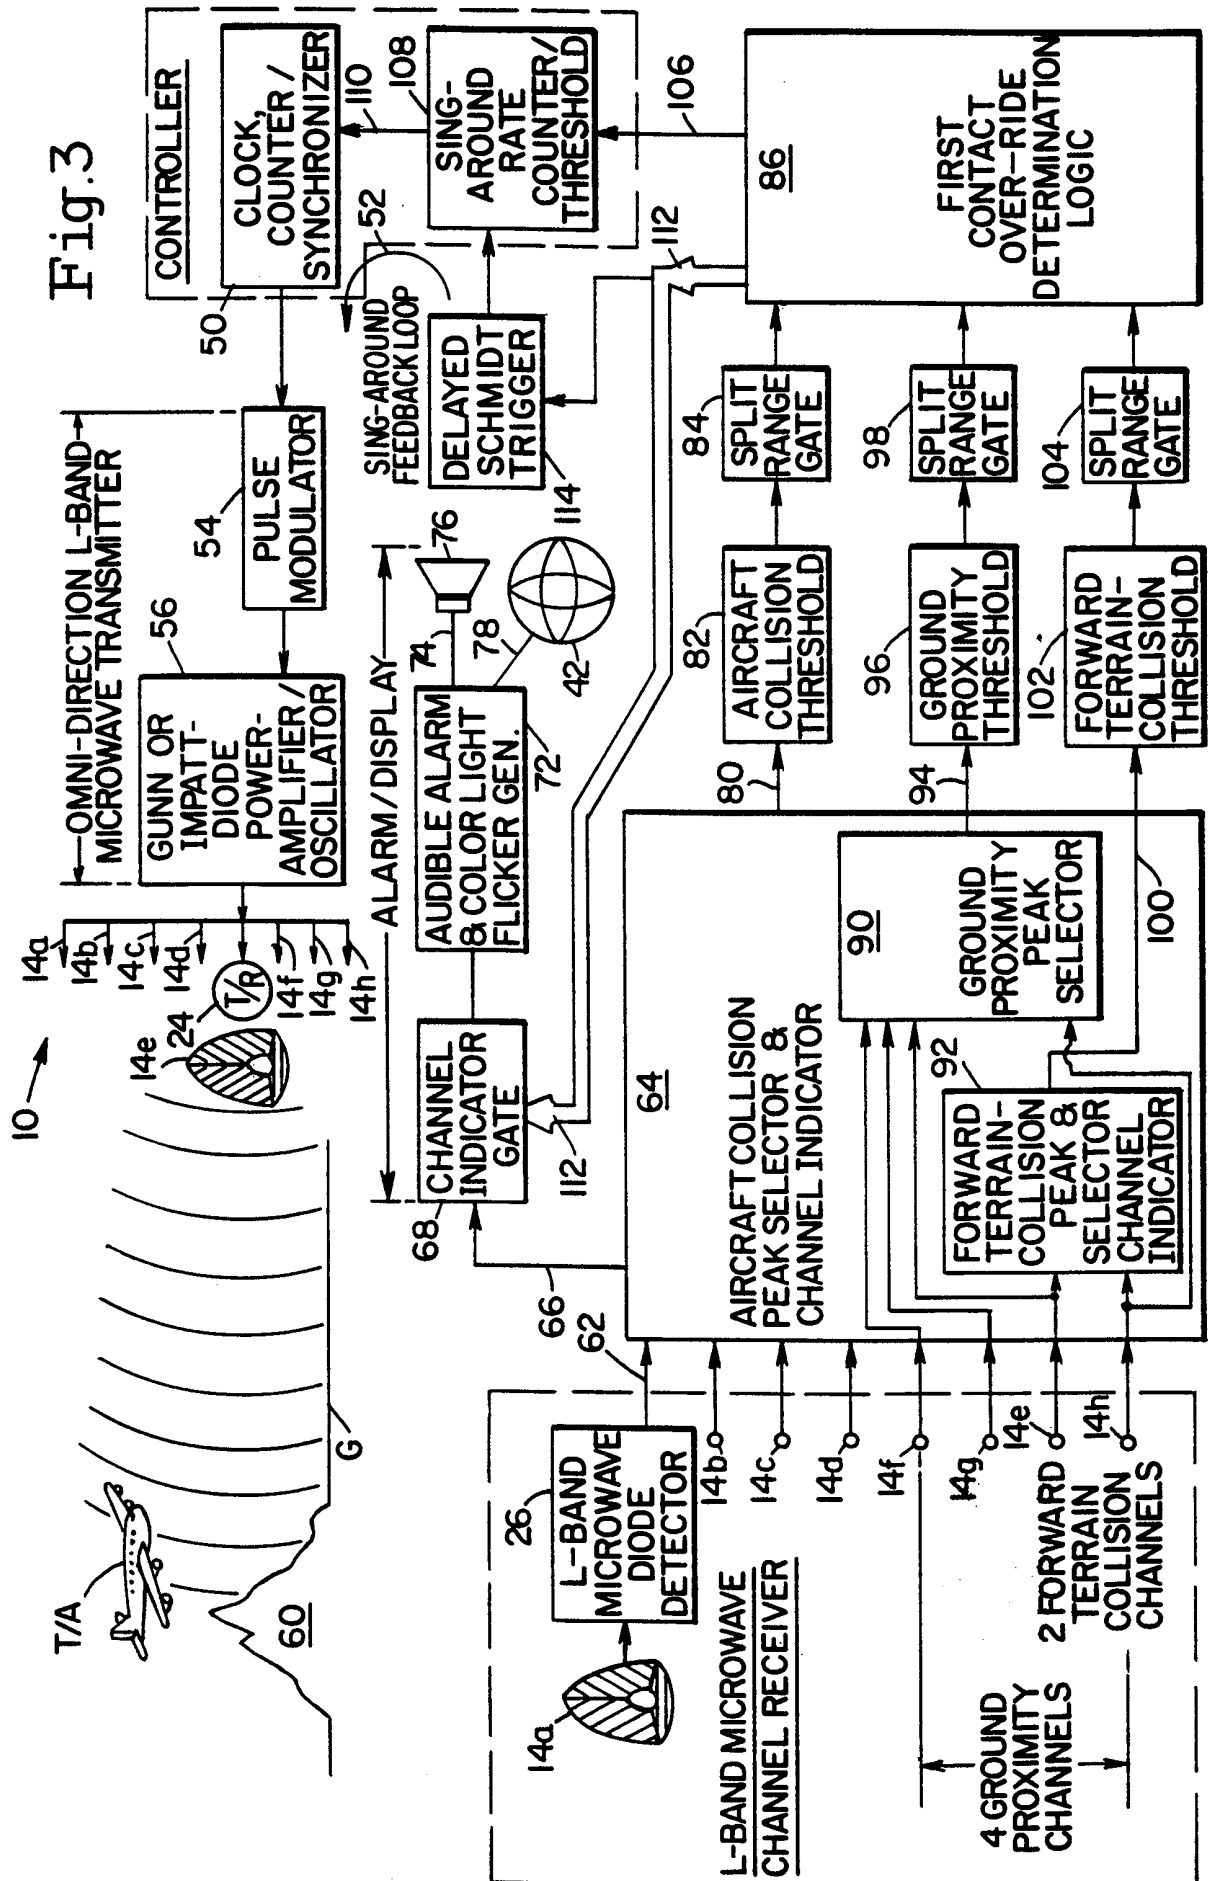 Fig.3
10
T/A
60
G
14e
24
T/R
14a
14b
14c
14d
14f
14g
14h
OMNI-DIRECTION L-BAND
MICROWAVE TRANSMITTER
56
GUNN OR
IMPATT-
DIODE
POWER-
AMPLIFIER/
OSCILLATOR
54
PULSE
MODULATOR
50
CONTROLLER
CLOCK,
COUNTER/
SYNCHRONIZER
110
108
SING-
AROUND
RATE
COUNTER/
THRESHOLD
106
52
SING-AROUND
FEEDBACK LOOP
DELAYED
SCHMIDT
TRIGGER
114
112
ALARM/DISPLAY
68
CHANNEL
INDICATOR
GATE
112
AUDIBLE ALARM
& COLOR LIGHT
FLICKER GEN.
72
74
76
78
42
66
62
L-BAND MICROWAVE
CHANNEL RECEIVER
14a
26
L-BAND
MICROWAVE
DIODE
DETECTOR
14b
14c
14d
14f
14g
14e
14h
4 GROUND
PROXIMITY
CHANNELS
2 FORWARD
TERRAIN
COLLISION
CHANNELS
64
AIRCRAFT COLLISION
PEAK SELECTOR &
CHANNEL INDICATOR
92
FORWARD
TERRAIN-
COLLISION
PEAK &
SELECTOR
CHANNEL
INDICATOR
90
GROUND
PROXIMITY
PEAK
SELECTOR
100
80
82
AIRCRAFT
COLLISION
THRESHOLD
84
SPLIT
RANGE
GATE
94
96
GROUND
PROXIMITY
THRESHOLD
98
SPLIT
RANGE
GATE
102
FORWARD
TERRAIN-
COLLISION
THRESHOLD
104
SPLIT
RANGE
GATE
86
FIRST
CONTACT
OVER-RIDE
DETERMINATION
LOGIC